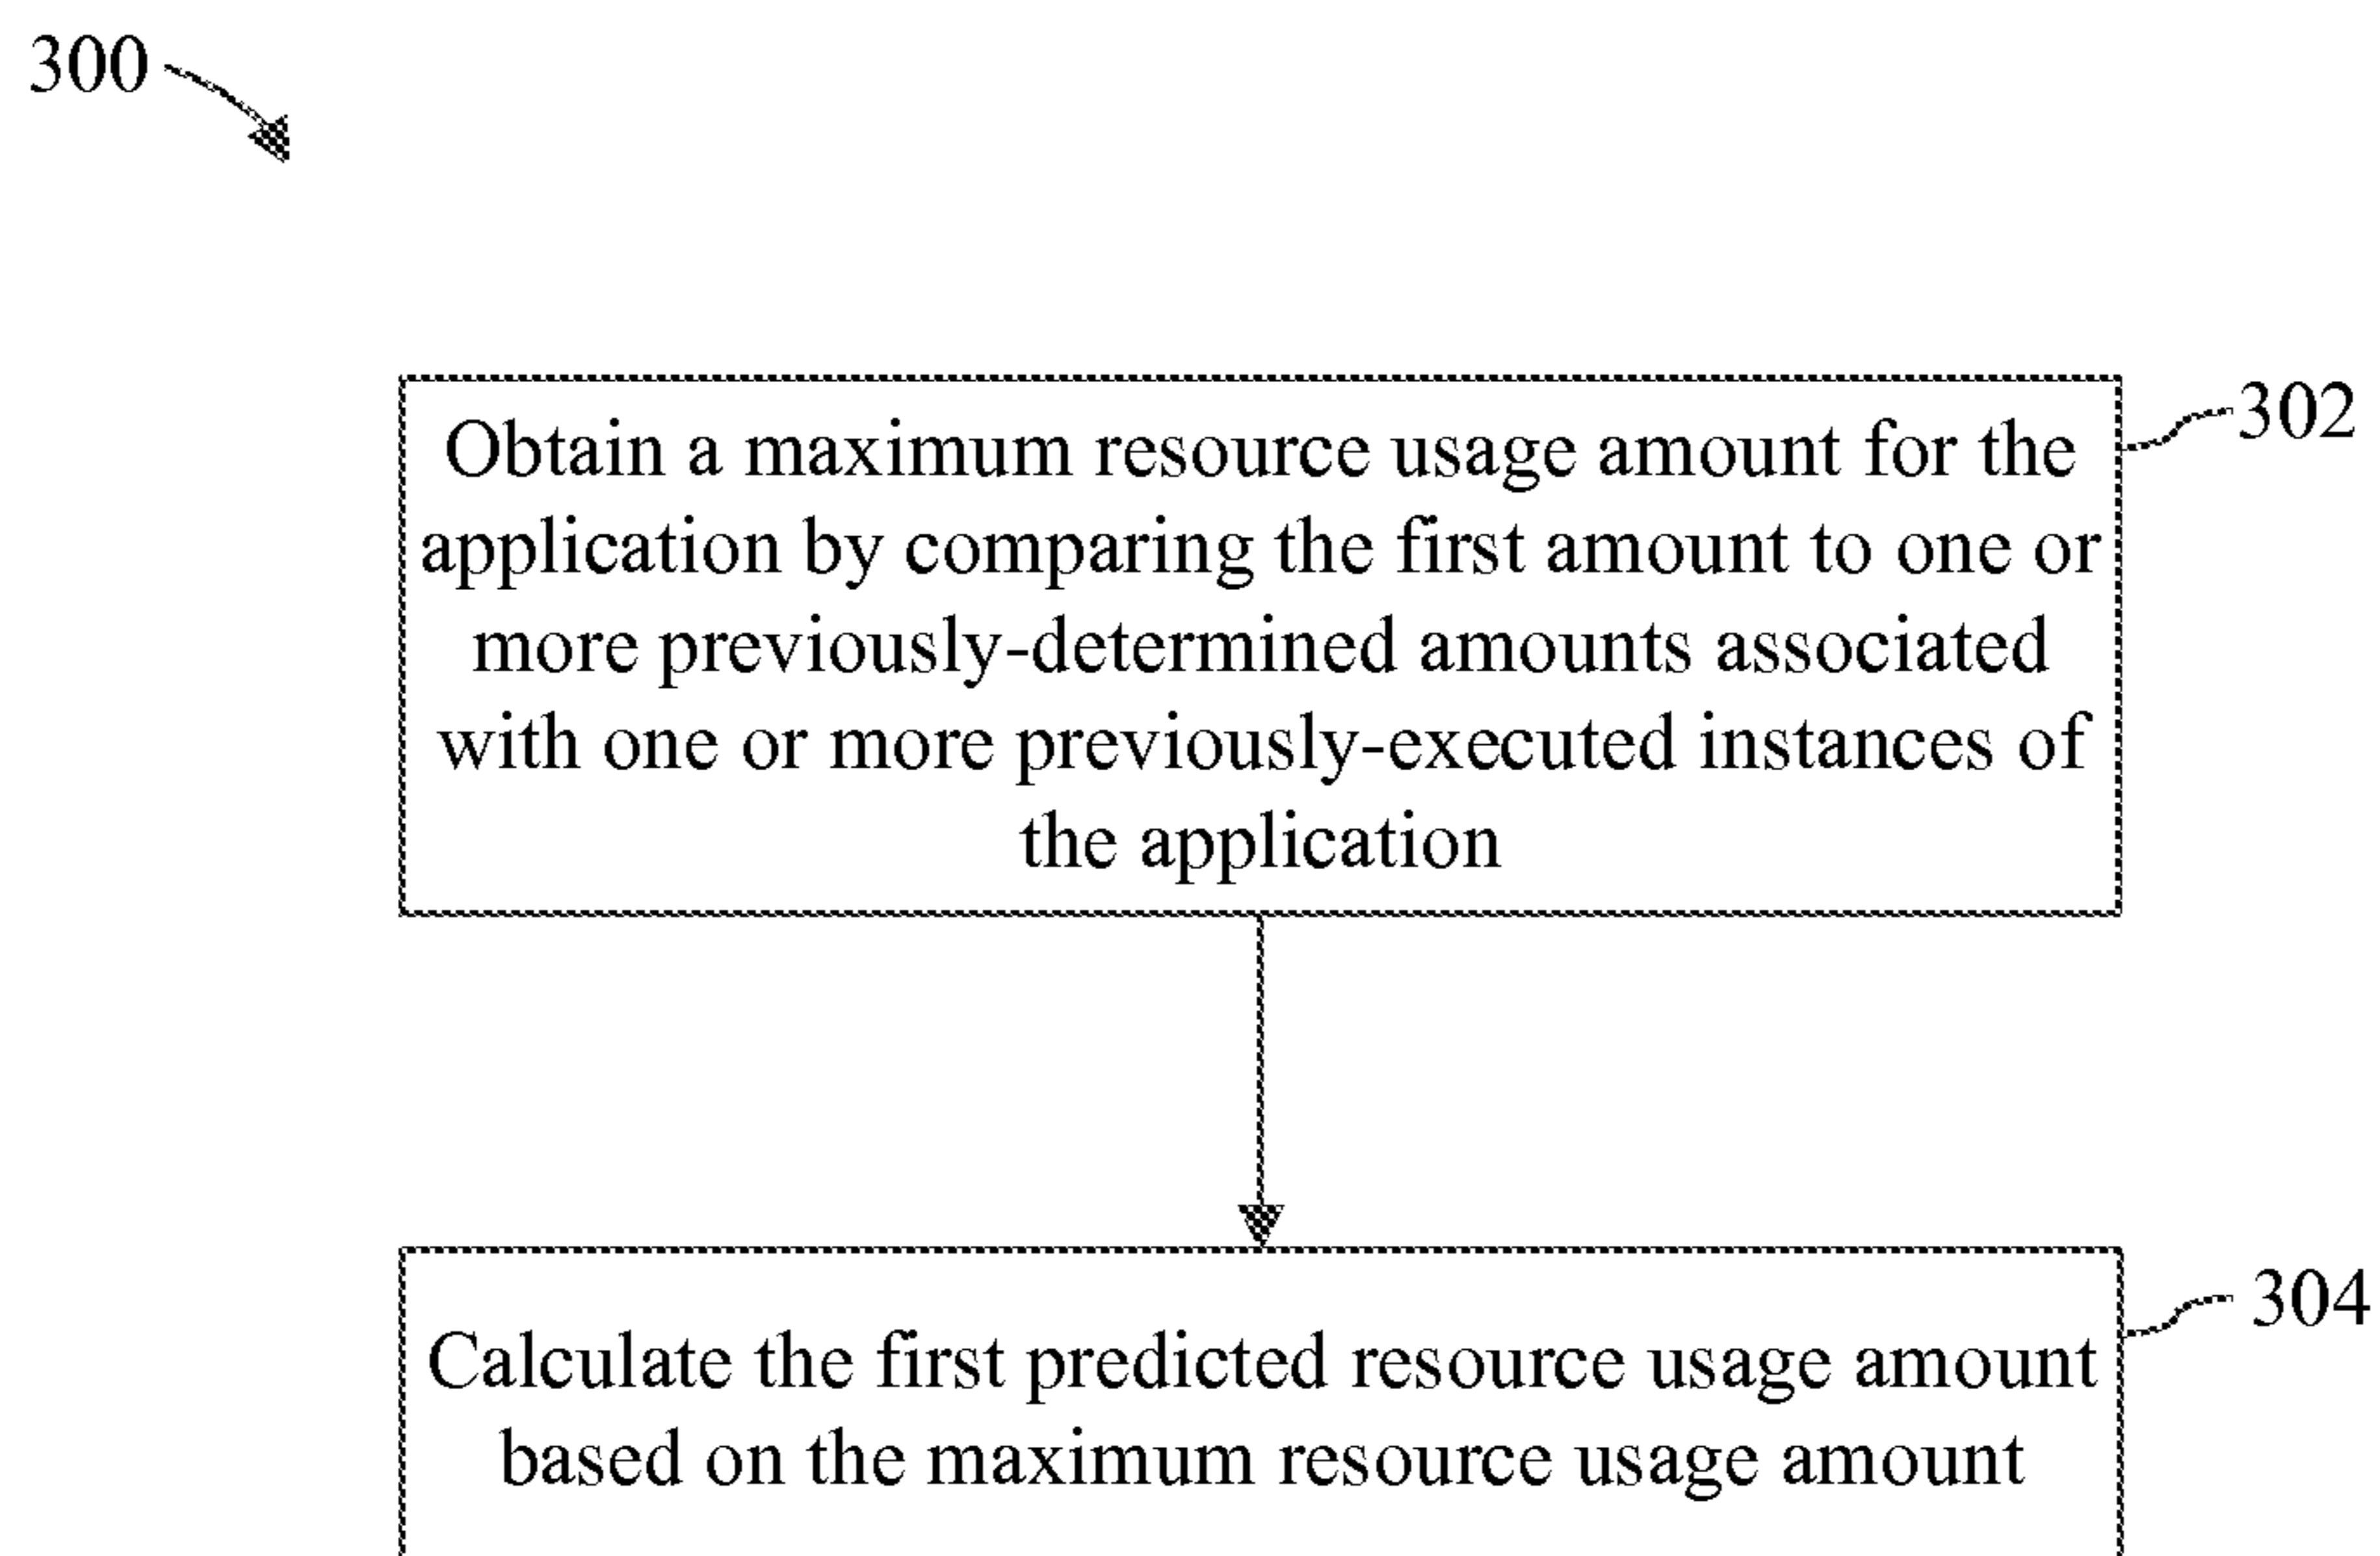 300
302
Obtain a maximum resource usage amount for the
application by comparing the first amount to one or
more previously-determined amounts associated
with one or more previously-executed instances of
the application
304
Calculate the first predicted resource usage amount
based on the maximum resource usage amount